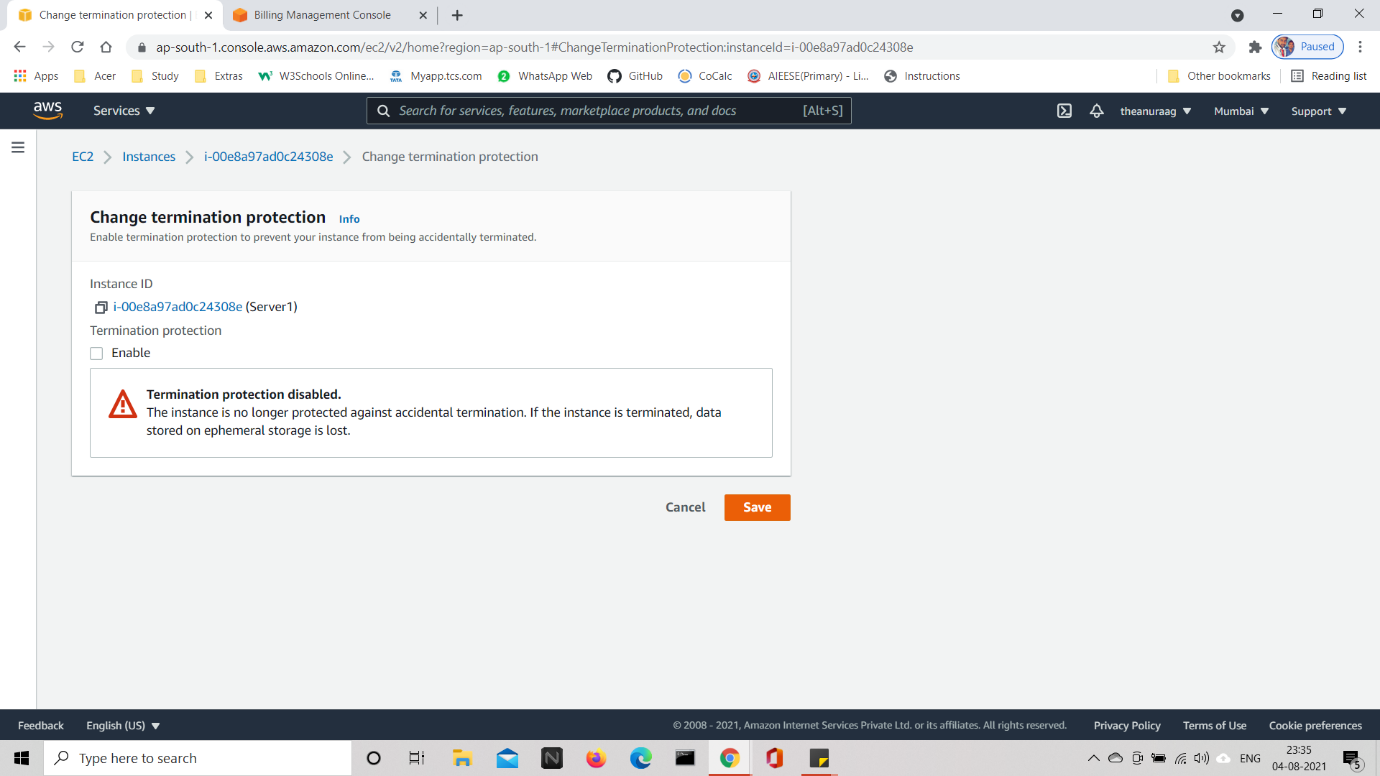 Change termination protection |
Billing Management Console
ap-south-1.console.aws.amazon.com/ec2/v2/home?region=ap-south-1#ChangeTerminationProtection:instanceId=i-00e8a97ad0c24308e
Paused
Apps
Acer
Study
Extras
W3Schools Online...
Myapp.tcs.com
WhatsApp Web
GitHub
CoCalc
AIEESE(Primary) - Li...
Instructions
Other bookmarks
Reading list
aws
Services
Search for services, features, marketplace products, and docs
[Alt+S]
theanuraag
Mumbai
Support
EC2
Instances
i-00e8a97ad0c24308e
Change termination protection
Change termination protection Info
Enable termination protection to prevent your instance from being accidentally terminated.
Instance ID
i-00e8a97ad0c24308e (Server1)
Termination protection
Enable
Termination protection disabled.
The instance is no longer protected against accidental termination. If the instance is terminated, data
stored on ephemeral storage is lost.
Cancel
Save
Feedback
English (US)
© 2008 - 2021, Amazon Internet Services Private Ltd. or its affiliates. All rights reserved.
Privacy Policy
Terms of Use
Cookie preferences
Type here to search
ENG
23:35
04-08-2021
5